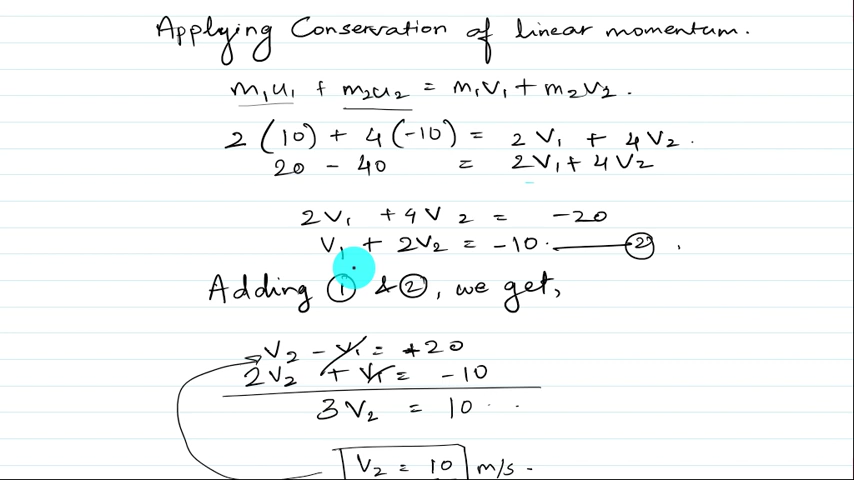 Applying Conservation of linear momentum.
m₁u₁ + m₂u₂ = m₁v₁ + m₂v₂.
2 (10) + 4 (-10) = 2 V₁ + 4V₂.
20 - 40 = 2V₁ + 4V₂
2V₁ + 4V₂ = -20
V₁ + 2V₂ = -10. ②.
Adding ① & ②, we get,
V₂ - V₁ = +20
2V₂ + V₁ = -10
3V₂ = 10
V₂ = 10 m/s.